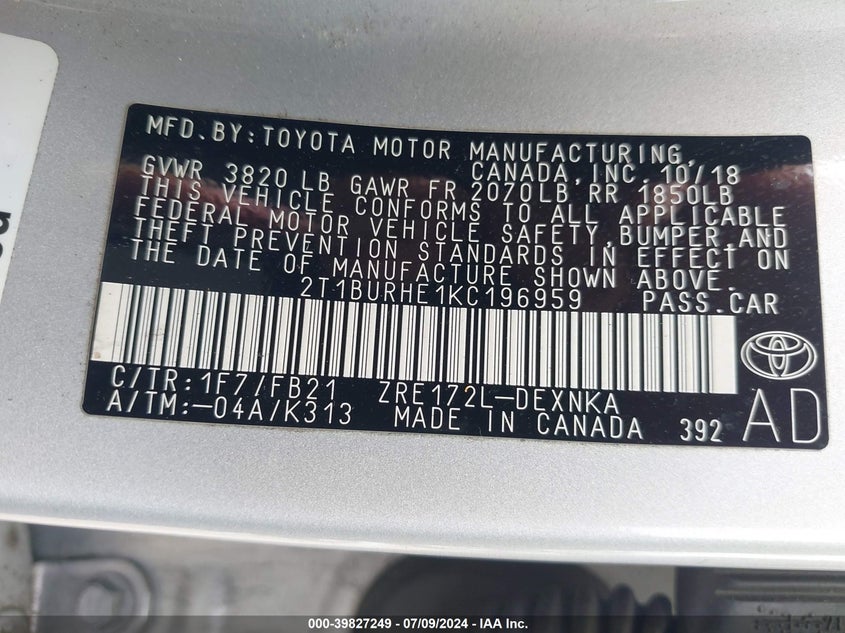 MFD.BY:TOYOTA MOTOR MANUFACTURING,
CANADA,INC. 10/18
GVWR 3820 LB GAWR FR 2070LB RR 1850LB
THIS VEHICLE CONFORMS TO ALL APPLICABLE
FEDERAL MOTOR VEHICLE SAFETY,BUMPER,AND
THEFT PREVENTION STANDARDS IN EFFECT ON
THE DATE OF MANUFACTURE SHOWN ABOVE.
2T1BURHE1KC196959 PASS.CAR
C/TR:1F7/FB21 ZRE172L-DEXNKA
A/TM:-04A/K313 MADE IN CANADA 392 AD
000-39827249 / 07/09/2024 - IAA Inc.